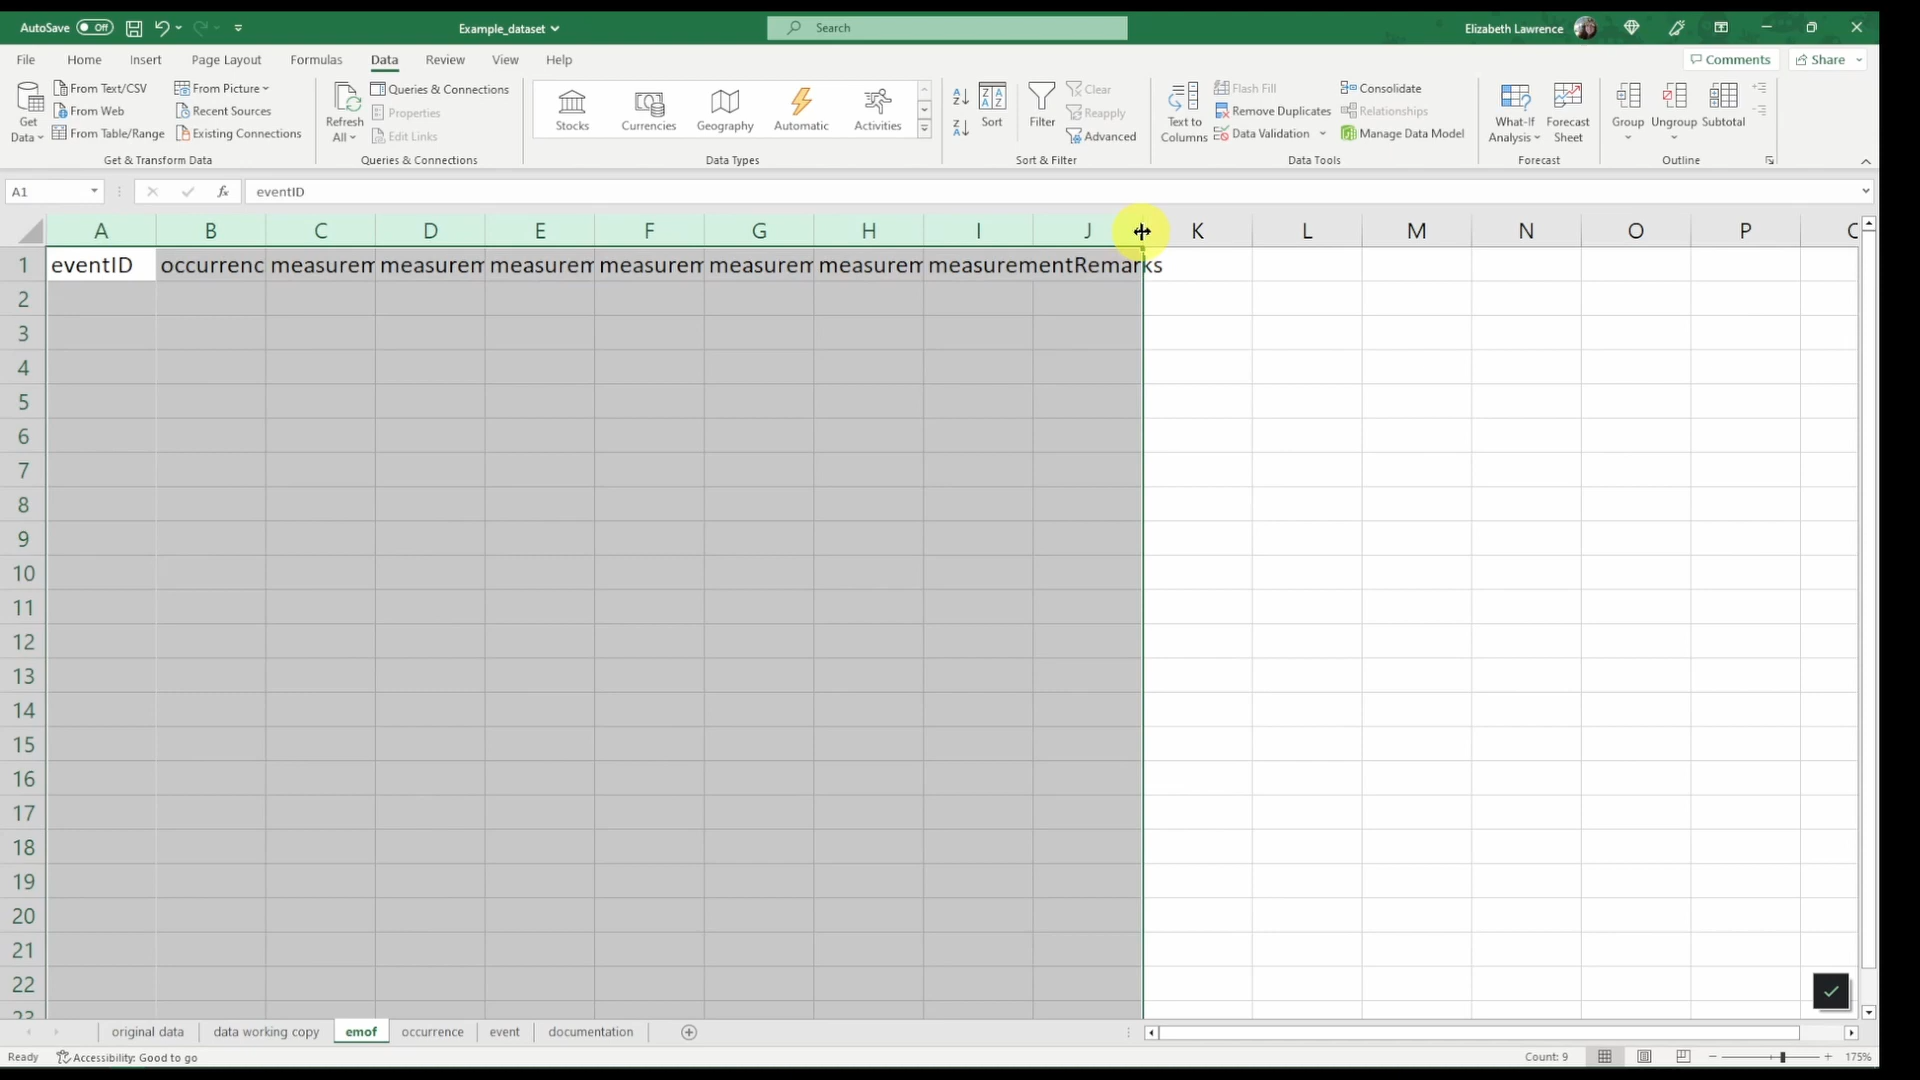 AutoSave Off Example_dataset Search Elizabeth Lawrence
File Home Insert Page Layout Formulas Data Review View Help Comments Share
Get Data From Text/CSV From Web From Table/Range From Picture Recent Sources Existing Connections
Refresh All Queries & Connections Properties Edit Links
Stocks Currencies Geography Automatic Activities
Sort Filter Clear Reapply Advanced
Text to Columns Flash Fill Remove Duplicates Data Validation Consolidate Relationships Manage Data Model
What-If Analysis Forecast Sheet Group Ungroup Subtotal
Get & Transform Data Queries & Connections Data Types Sort & Filter Data Tools Forecast Outline
A1 fx eventID
A B C D E F G H I J K L M N O P
1 eventID occurrenc measurem measurem measurem measurem measurem measurem measurementRemarks
2
3
4
5
6
7
8
9
10
11
12
13
14
15
16
17
18
19
20
21
22
23
original data data working copy emof occurrence event documentation
Ready Accessibility: Good to go Count: 9 175%